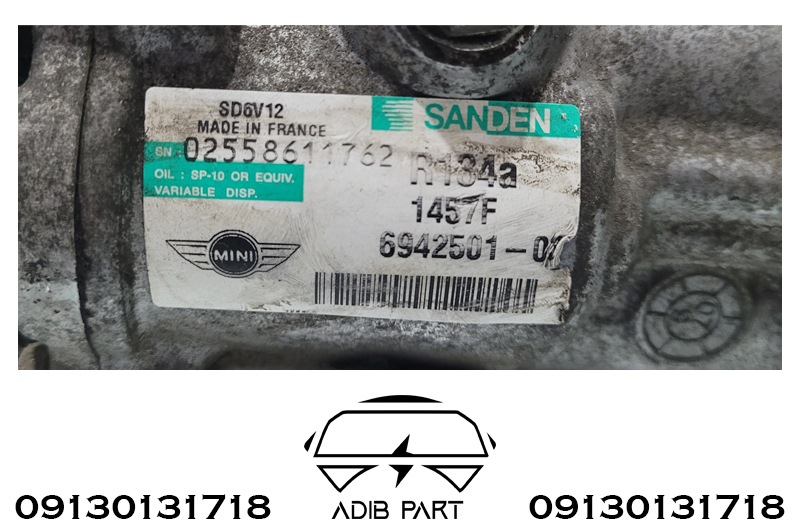 SD6V12
MADE IN FRANCE
SANDEN
SN: 02558611762
R134a
OIL : SP-10 OR EQUIV.
VARIABLE DISP.
1457F
MINI
09130131718
ADIB PART
09130131718